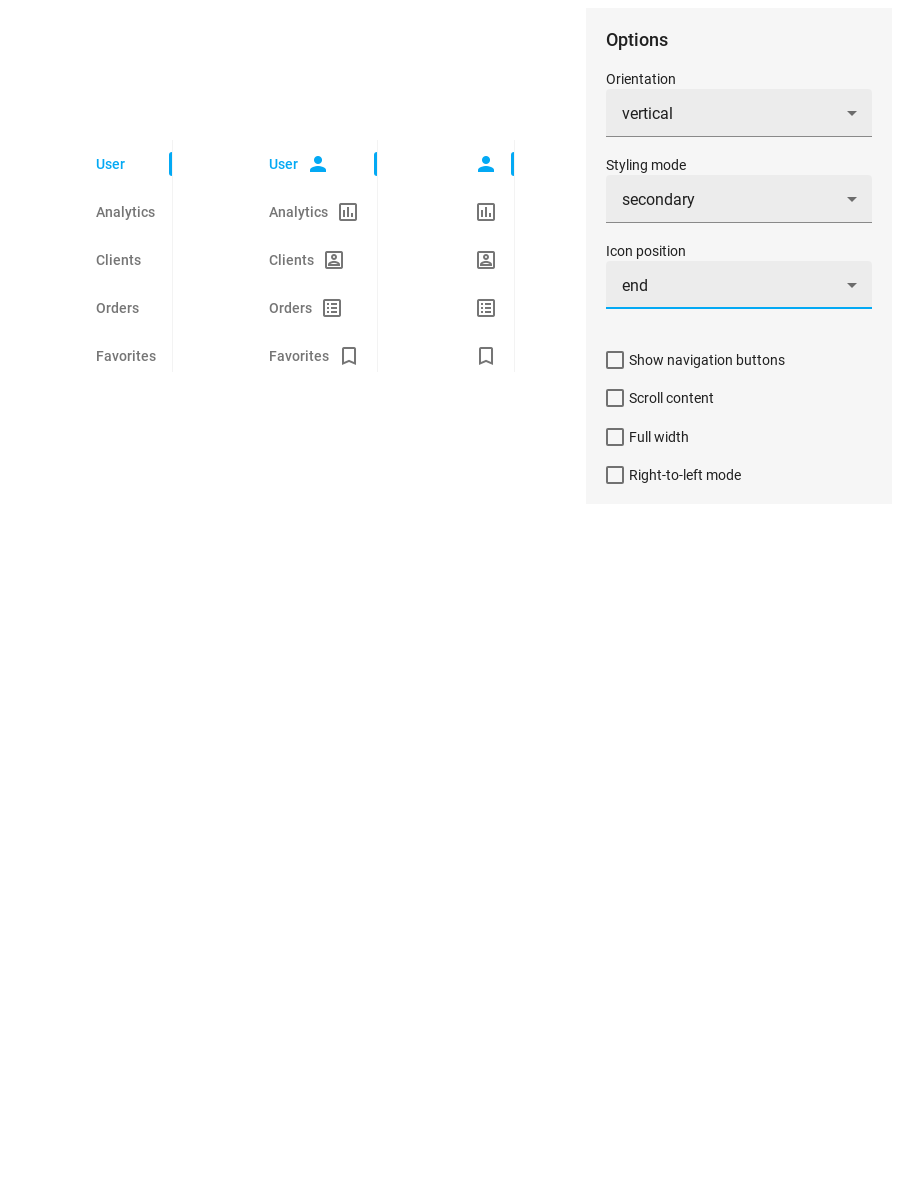 User
Analytics
Clients
Orders
Favorites
User
Analytics
Clients
Orders
Favorites
Options
Orientation
vertical
Styling mode
secondary
Icon position
end
Show navigation buttons
Scroll content
Full width
Right-to-left mode